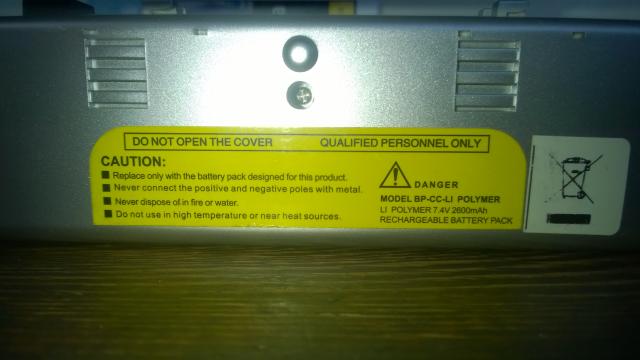 DO NOT OPEN THE COVER QUALIFIED PERSONNEL ONLY
CAUTION:
Replace only with the battery pack designed for this product.
Never connect the positive and negative poles with metal.
Never dispose of in fire or water.
Do not use in high temperature or near heat sources.
DANGER
MODEL BP-CC-LI POLYMER
LI POLYMER 7.4V 2600mAh
RECHARGEABLE BATTERY PACK